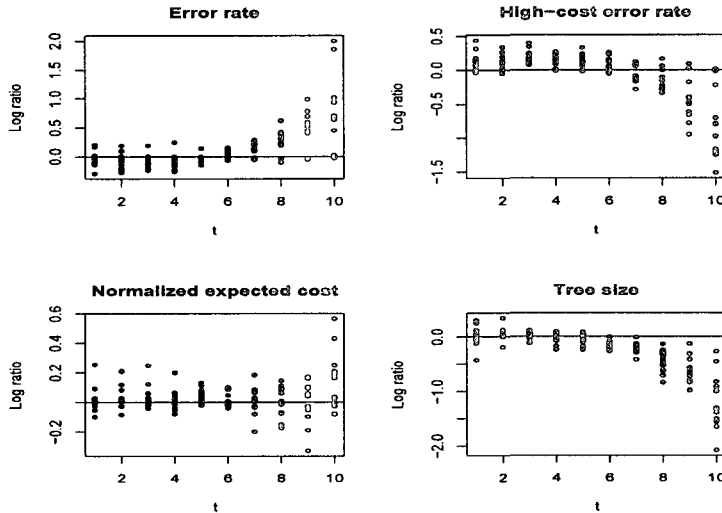 Error rate
Log ratio
2.0
1.5
1.0
0.5
0.0
2 4 6 8 10
t
High-cost error rate
Log ratio
0.5
0.0
-0.5
-1.5
2 4 6 8 10
t
Normalized expected cost
Log ratio
0.6
0.4
0.2
-0.2
2 4 6 8 10
t
Tree size
Log ratio
0.0
-1.0
-2.0
2 4 6 8 10
t